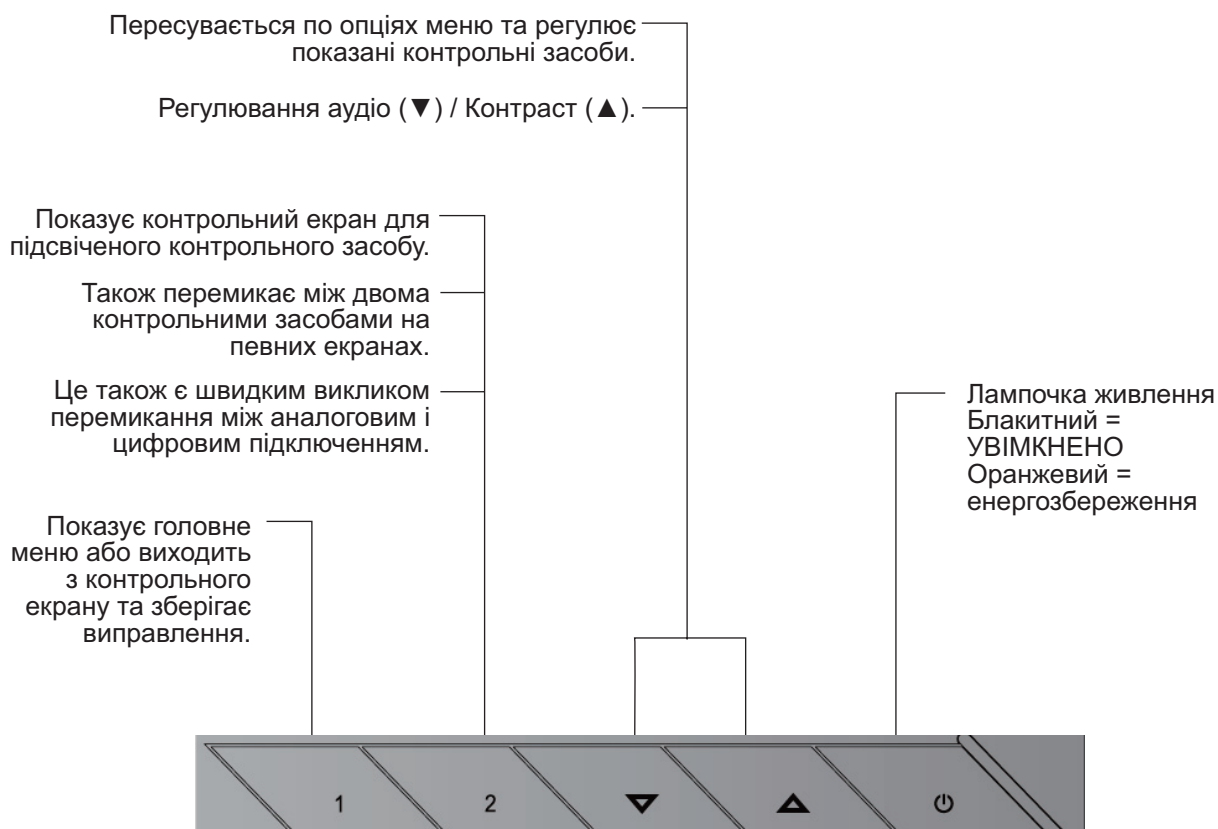 Пересувається по опціях меню та регулює
показані контрольні засоби.
Регулювання аудіо (▼) / Контраст (▲).
Показує контрольний екран для
підсвіченого контрольного засобу.
Також перемикає між двома
контрольними засобами на
певних екранах.
Це також є швидким викликом
перемикання між аналоговим і
цифровим підключенням.
Лампочка живлення
Блакитний =
УВІМКНЕНО
Оранжевий =
енергозбереження
Показує головне
меню або виходить
з контрольного
екрану та зберігає
виправлення.
1 2